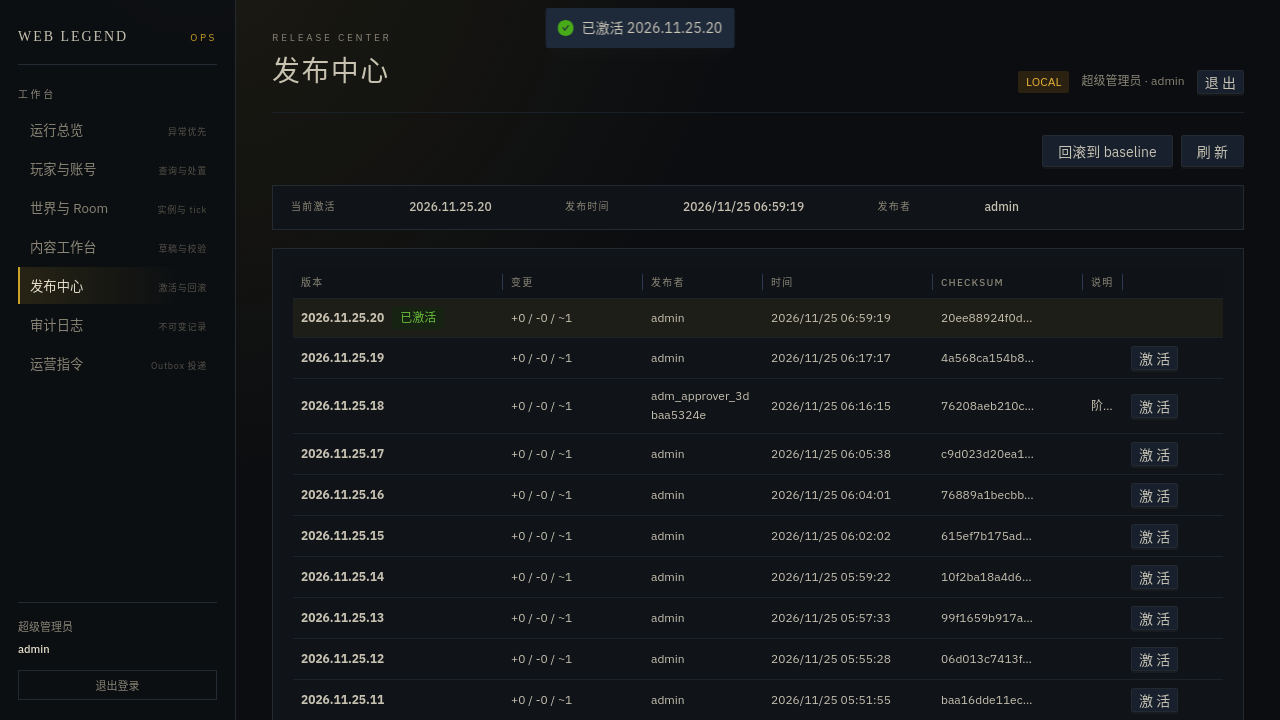 WEB LEGEND OPS
工作台
运行总览 异常优先
玩家与账号 查询与处置
世界与 Room 实例与 tick
内容工作台 草稿与校验
发布中心 激活与回滚
审计日志 不可变记录
运营指令 Outbox 投递
超级管理员
admin
退出登录
已激活 2026.11.25.20
RELEASE CENTER
发布中心
LOCAL 超级管理员 · admin 退 出
回滚到 baseline 刷 新
当前激活 2026.11.25.20 发布时间 2026/11/25 06:59:19 发布者 admin
版本 变更 发布者 时间 CHECKSUM 说明
2026.11.25.20 已激活 +0 / -0 / ~1 admin 2026/11/25 06:59:19 20ee88924f0d...
2026.11.25.19 +0 / -0 / ~1 admin 2026/11/25 06:17:17 4a568ca154b8... 激 活
2026.11.25.18 +0 / -0 / ~1 adm_approver_3d 2026/11/25 06:16:15 76208aeb210c... 阶... 激 活
baa5324e
2026.11.25.17 +0 / -0 / ~1 admin 2026/11/25 06:05:38 c9d023d20ea1... 激 活
2026.11.25.16 +0 / -0 / ~1 admin 2026/11/25 06:04:01 76889a1becbb... 激 活
2026.11.25.15 +0 / -0 / ~1 admin 2026/11/25 06:02:02 615ef7b175ad... 激 活
2026.11.25.14 +0 / -0 / ~1 admin 2026/11/25 05:59:22 10f2ba18a4d6... 激 活
2026.11.25.13 +0 / -0 / ~1 admin 2026/11/25 05:57:33 99f1659b917a... 激 活
2026.11.25.12 +0 / -0 / ~1 admin 2026/11/25 05:55:28 06d013c7413f... 激 活
2026.11.25.11 +0 / -0 / ~1 admin 2026/11/25 05:51:55 baa16dde11ec... 激 活